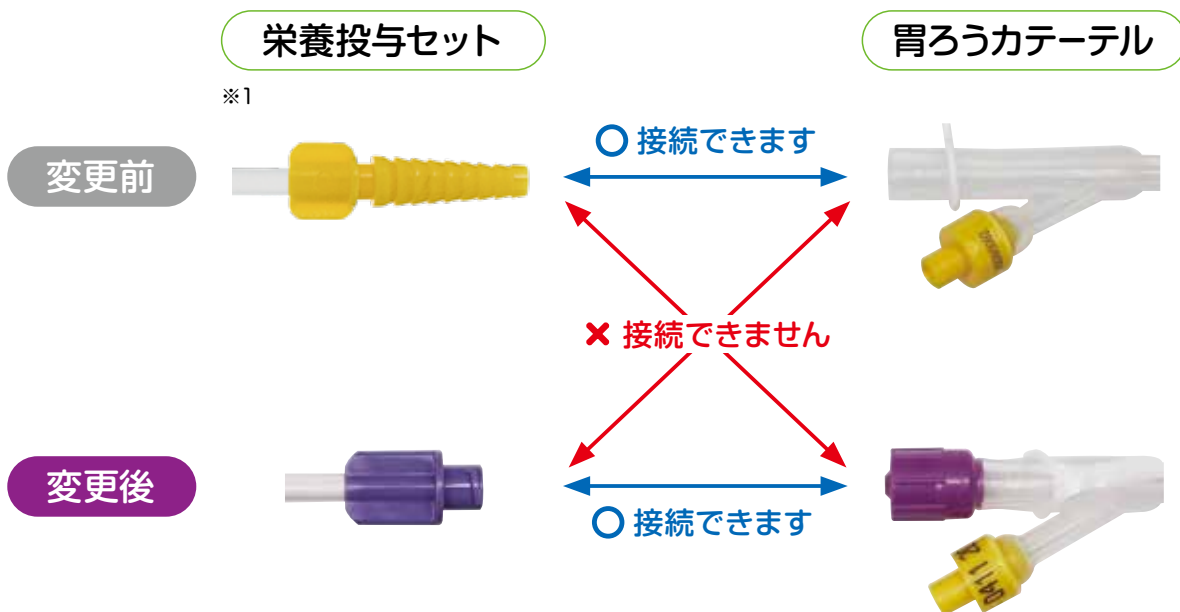 栄養投与セット
胃ろうカテーテル
※1
変更前
接続できます
× 接続できません
変更後
接続できます